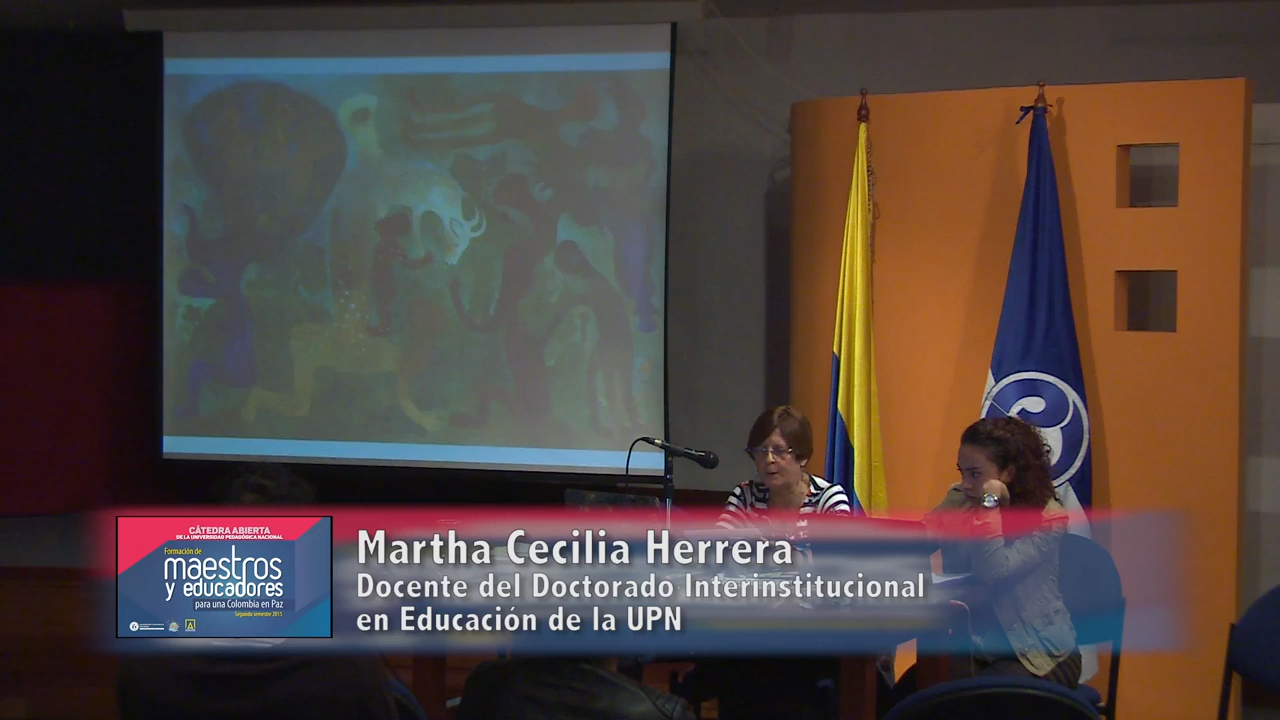 CÁTEDRA ABIERTA
DE LA UNIVERSIDAD PEDAGÓGICA NACIONAL
Formación de
maestros
y educadores
para una Colombia en Paz
Segundo semestre 2015
Martha Cecilia Herrera
Docente del Doctorado Interinstitucional
en Educación de la UPN